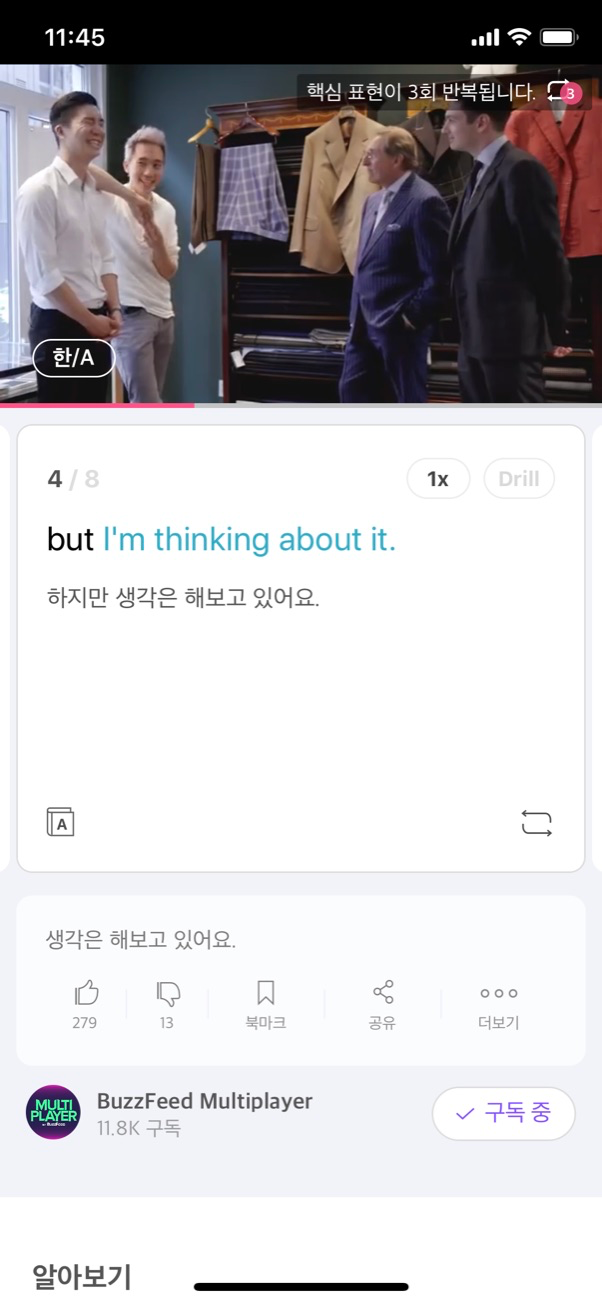 11:45
핵심 표현이 3회 반복됩니다. 3
한/A
4 / 8
1x
Drill
but I'm thinking about it.
하지만 생각은 해보고 있어요.
A
생각은 해보고 있어요.
279
13
북마크
공유
더보기
MULTI
PLAYER
BuzzFeed Multiplayer
11.8K 구독
구독 중
알아보기